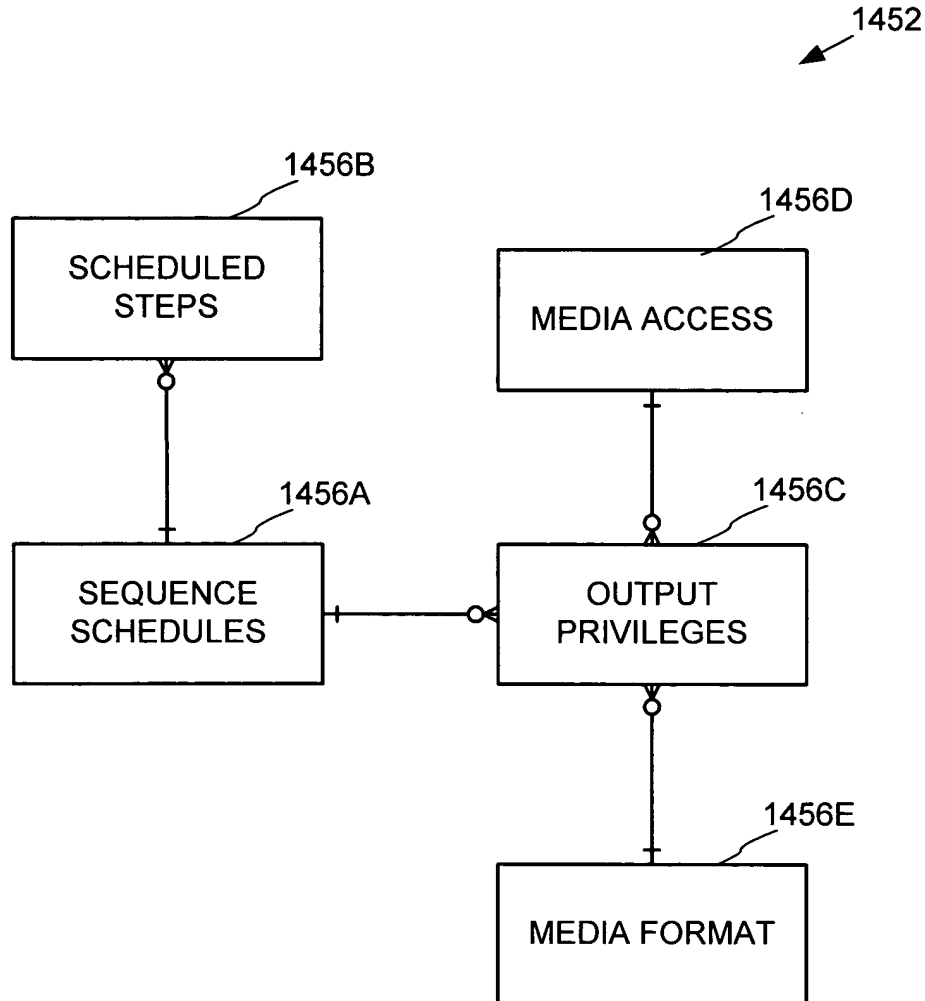 1452
1456B
SCHEDULED
STEPS
1456D
MEDIA ACCESS
1456A
SEQUENCE
SCHEDULES
1456C
OUTPUT
PRIVILEGES
1456E
MEDIA FORMAT